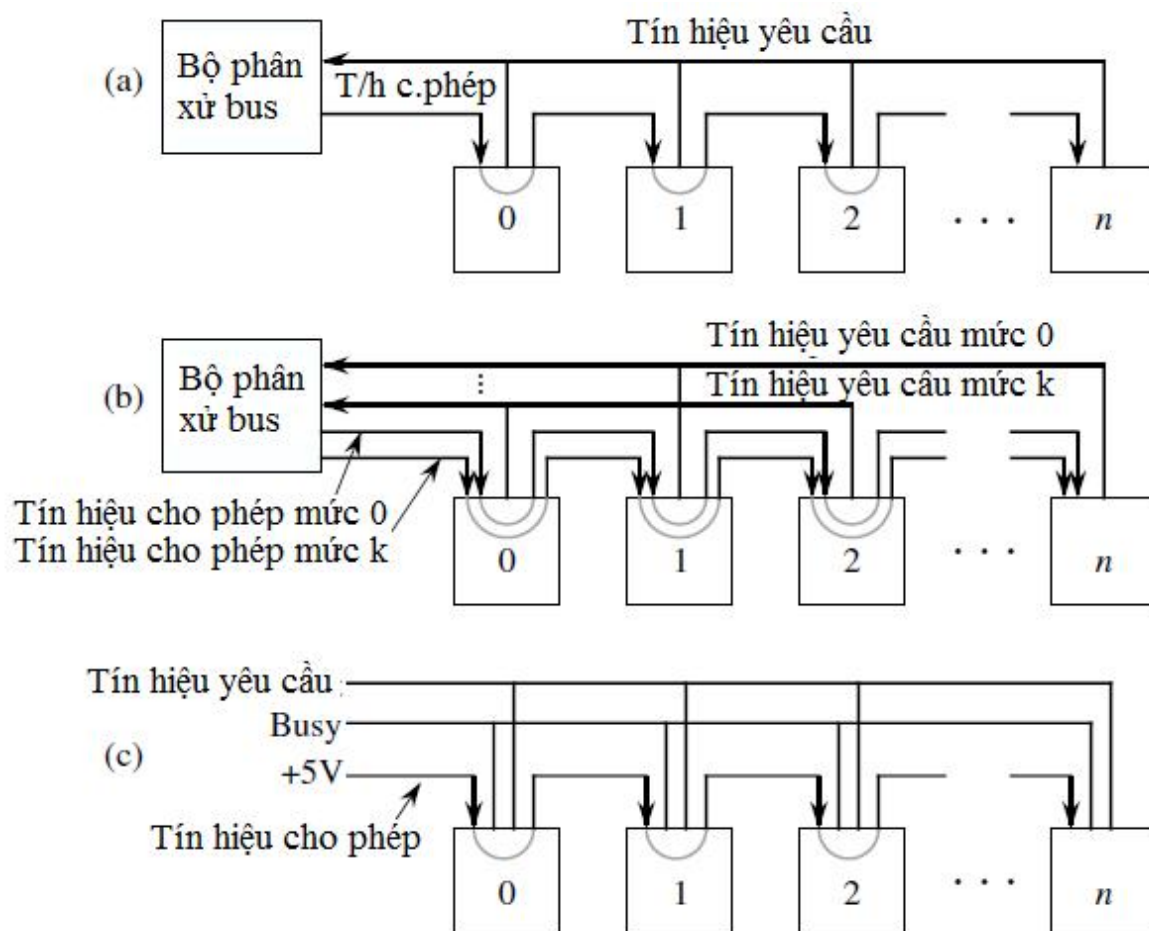 Tín hiệu yêu cầu
(a)
Bộ phân
xử bus
T/h c.phép
0 1 2 . . . n
Tín hiệu yêu cầu mức 0
Tín hiệu yêu cầu mức k
(b)
Bộ phân
xử bus
Tín hiệu cho phép mức 0
Tín hiệu cho phép mức k
0 1 2 . . . n
Tín hiệu yêu cầu
Busy
(c)
+5V
Tín hiệu cho phép
0 1 2 . . . n